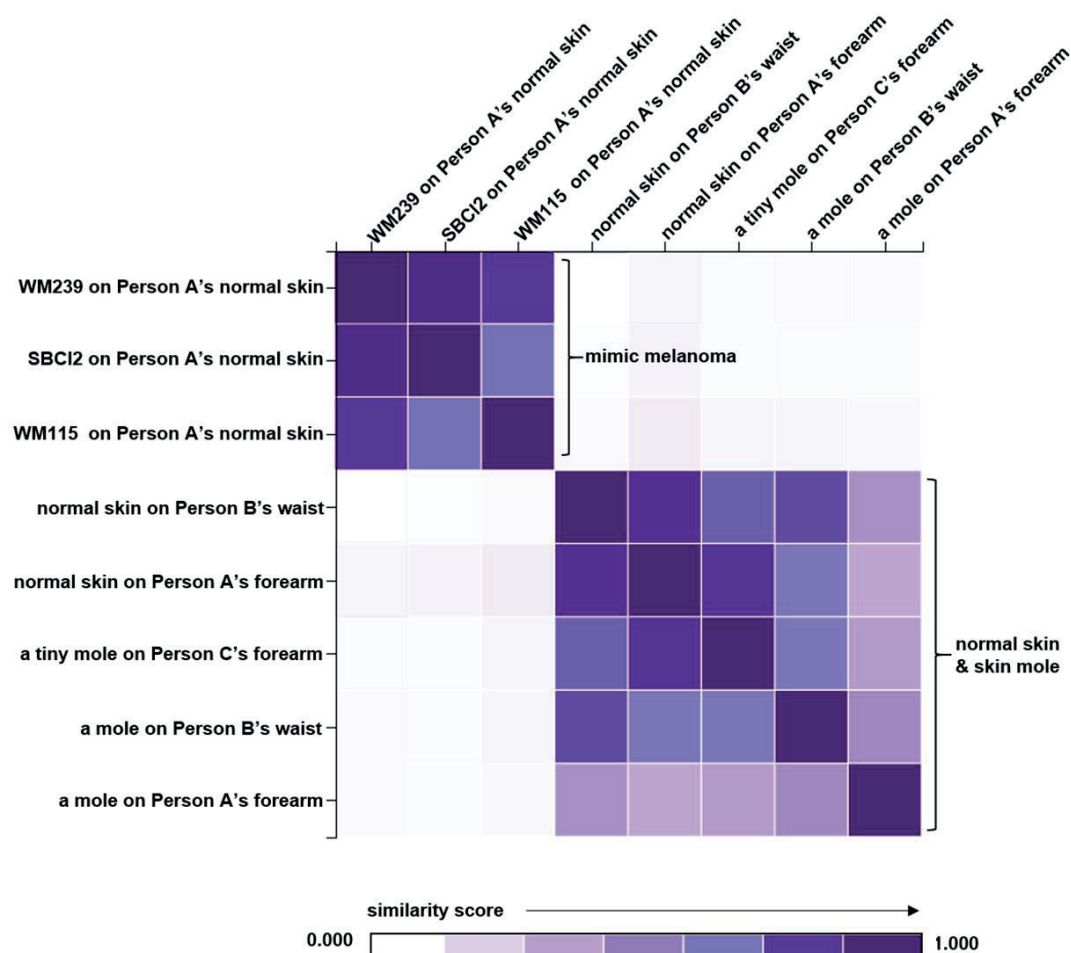 WM239 on Person A's normal skin
SBCI2 on Person A's normal skin
WM115 on Person A's normal skin
normal skin on Person B's waist
normal skin on Person A's forearm
a tiny mole on Person C's forearm
a mole on Person B's waist
a mole on Person A's forearm
WM239 on Person A's normal skin
SBCI2 on Person A's normal skin
mimic melanoma
WM115 on Person A's normal skin
normal skin on Person B's waist
normal skin on Person A's forearm
a tiny mole on Person C's forearm
normal skin
& skin mole
a mole on Person B's waist
a mole on Person A's forearm
similarity score
0.000
1.000